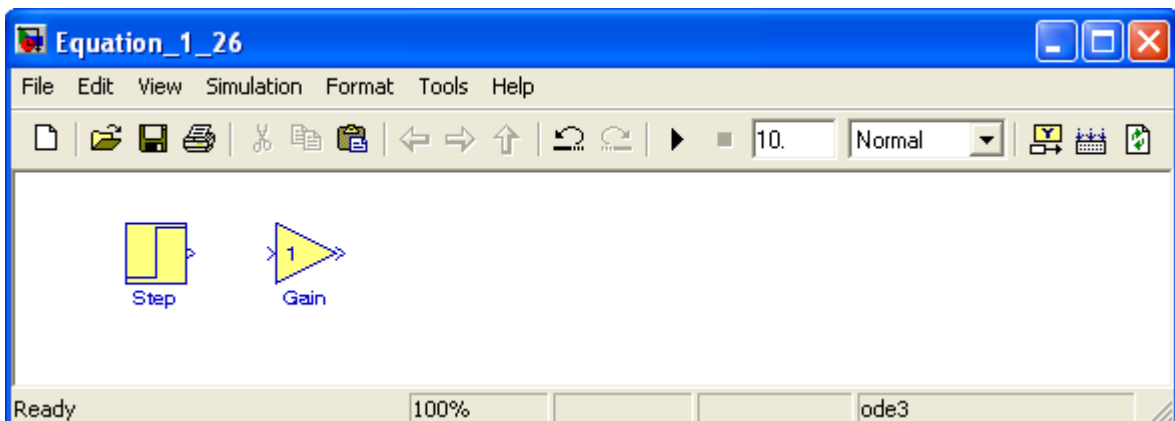 Equation_1_26
File Edit View Simulation Format Tools Help
10. Normal
1
Step Gain
Ready 100% ode3